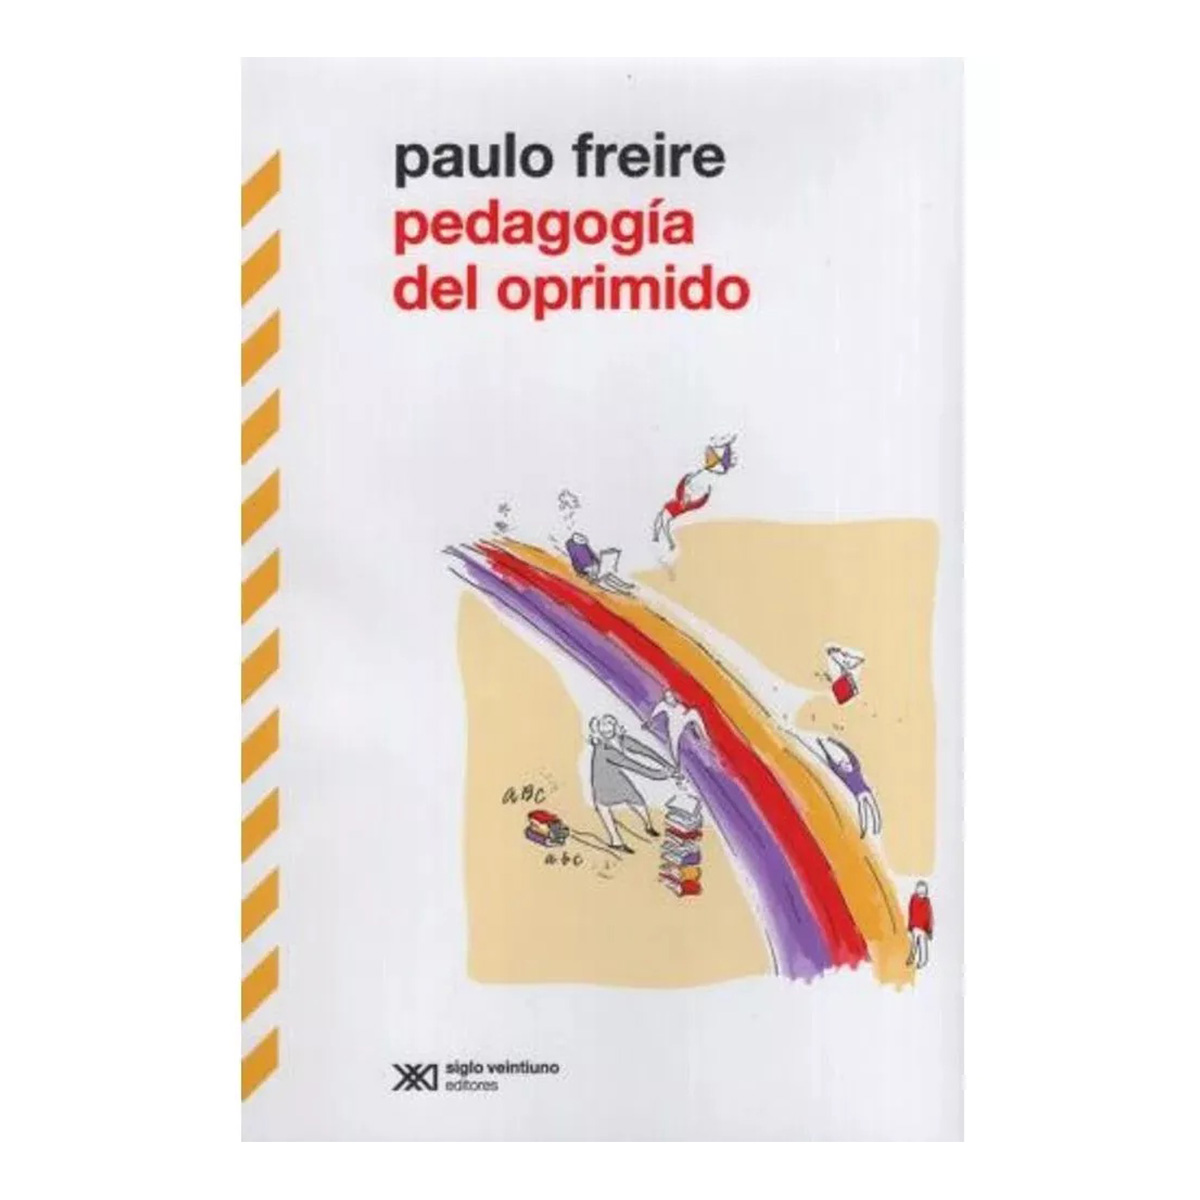 paulo freire
pedagogía
del oprimido
ABC
abc
siglo veintiuno
editores